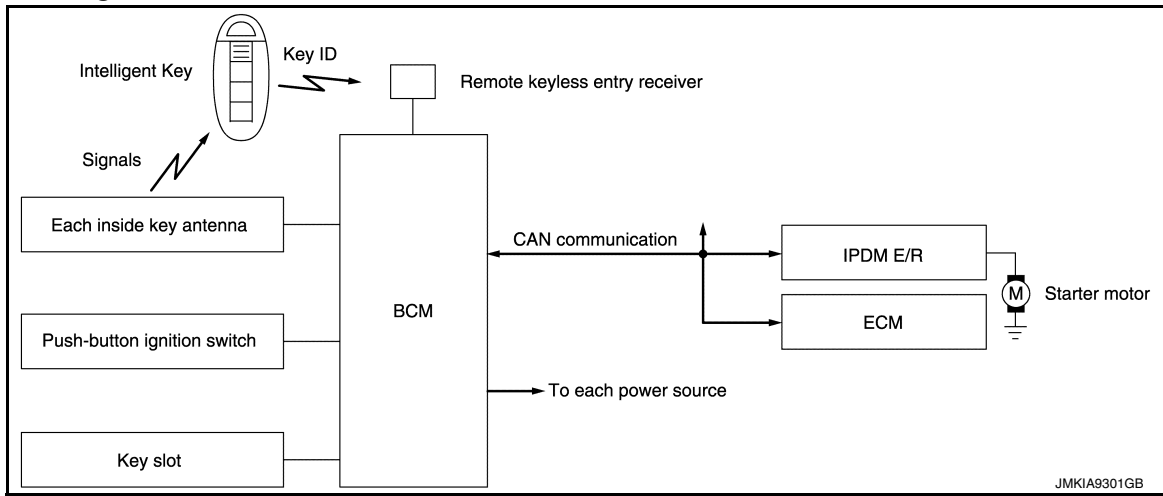 Intelligent Key
Key ID
Remote keyless entry receiver
Signals
Each inside key antenna
Push-button ignition switch
Key slot
BCM
CAN communication
To each power source
IPDM E/R
ECM
M
Starter motor
JMKIA9301GB